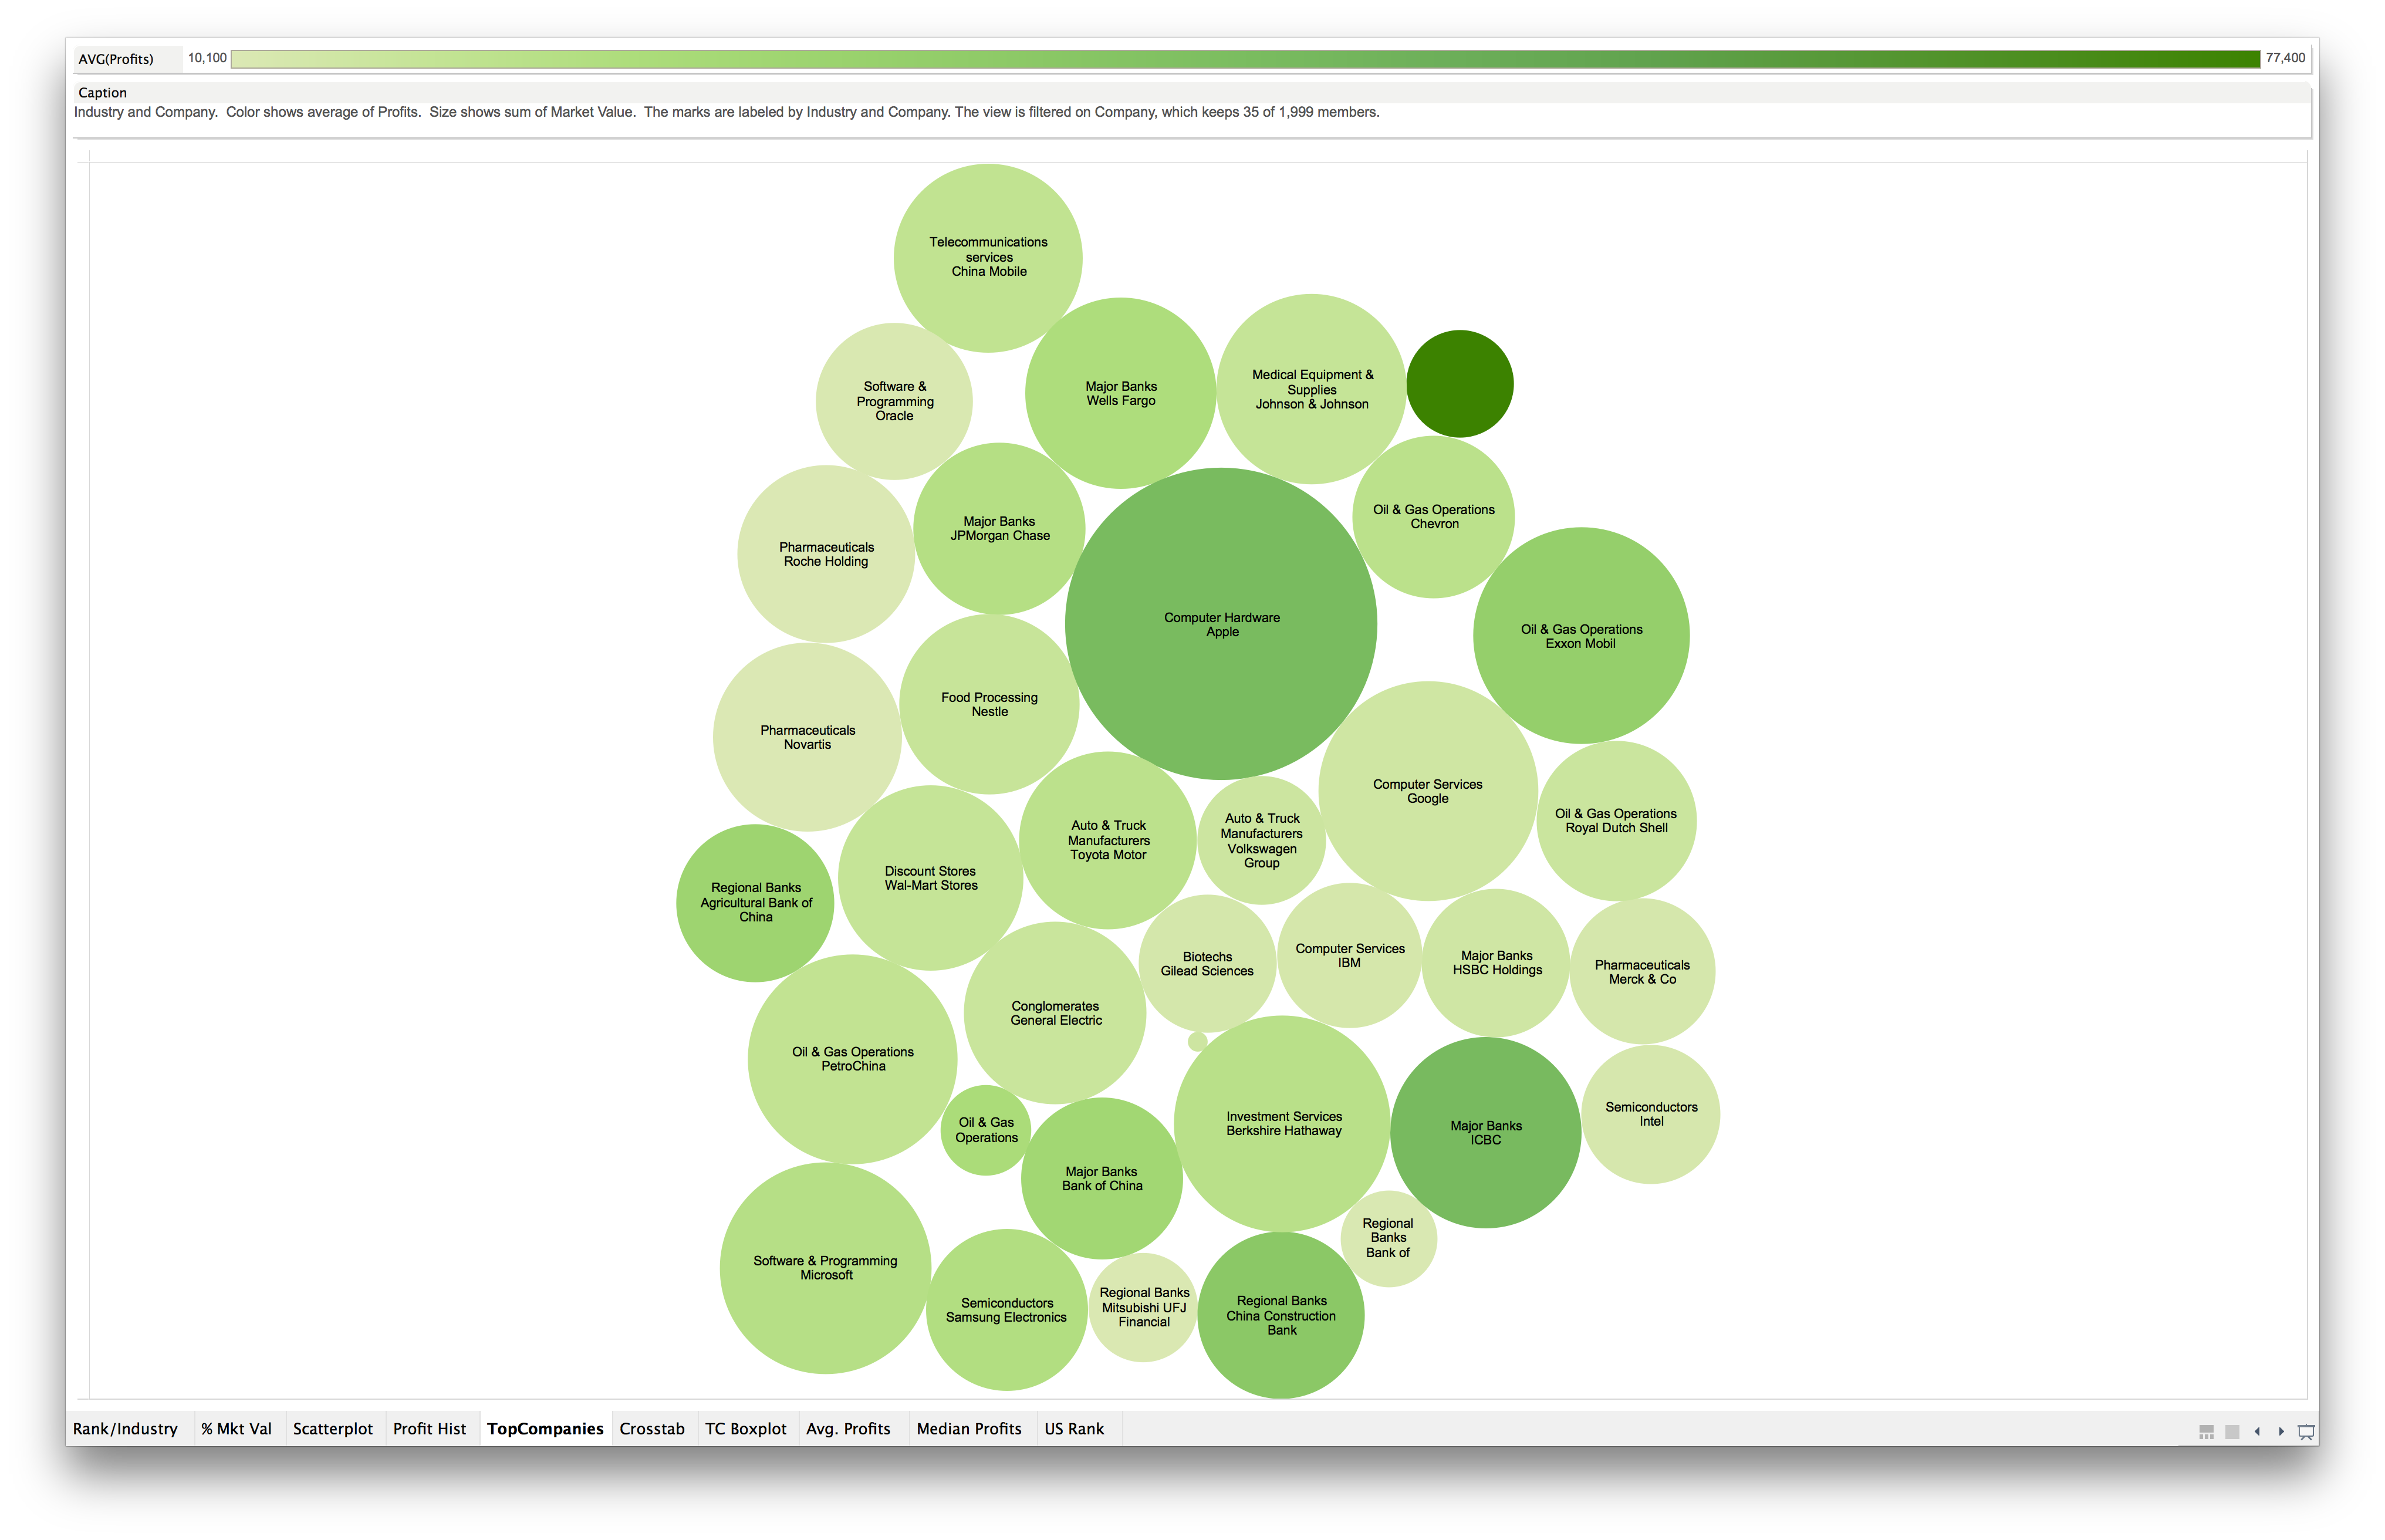 AVG(Profits)
10,100
77,400
Caption
Industry and Company.  Color shows average of Profits.  Size shows sum of Market Value.  The marks are labeled by Industry and Company. The view is filtered on Company, which keeps 35 of 1,999 members.
Telecommunications
services
China Mobile
Software &
Programming
Oracle
Major Banks
Wells Fargo
Medical Equipment &
Supplies
Johnson & Johnson
Major Banks
JPMorgan Chase
Oil & Gas Operations
Chevron
Pharmaceuticals
Roche Holding
Computer Hardware
Apple
Oil & Gas Operations
Exxon Mobil
Food Processing
Nestle
Pharmaceuticals
Novartis
Computer Services
Google
Auto & Truck
Manufacturers
Toyota Motor
Auto & Truck
Manufacturers
Volkswagen
Group
Oil & Gas Operations
Royal Dutch Shell
Discount Stores
Wal-Mart Stores
Regional Banks
Agricultural Bank of
China
Biotechs
Gilead Sciences
Computer Services
IBM
Major Banks
HSBC Holdings
Pharmaceuticals
Merck & Co
Conglomerates
General Electric
Oil & Gas Operations
PetroChina
Oil & Gas
Operations
Investment Services
Berkshire Hathaway
Major Banks
ICBC
Semiconductors
Intel
Major Banks
Bank of China
Regional
Banks
Bank of
Software & Programming
Microsoft
Semiconductors
Samsung Electronics
Regional Banks
Mitsubishi UFJ
Financial
Regional Banks
China Construction
Bank
Rank/Industry
% Mkt Val
Scatterplot
Profit Hist
TopCompanies
Crosstab
TC Boxplot
Avg. Profits
Median Profits
US Rank